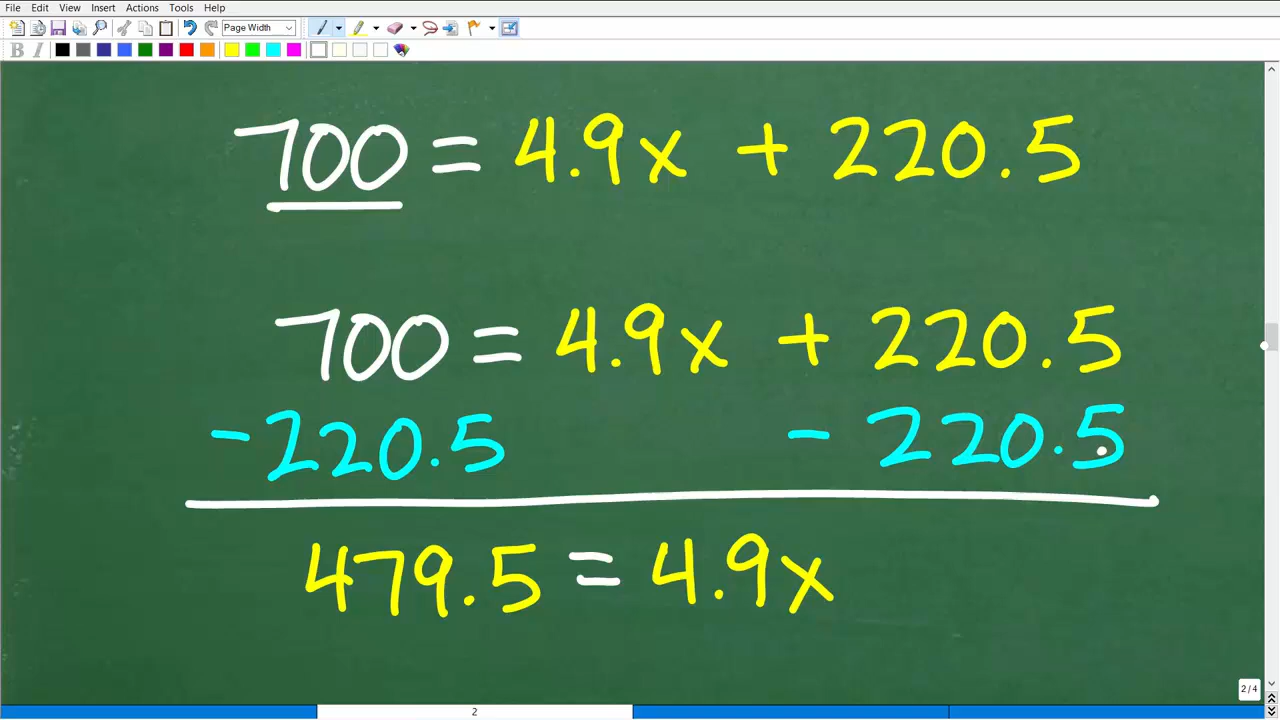 File Edit View Insert Actions Tools Help
Page Width
B I
700 = 4.9x + 220.5
700 = 4.9x + 220.5
-220.5 - 220.5
479.5 = 4.9x
2/4
2